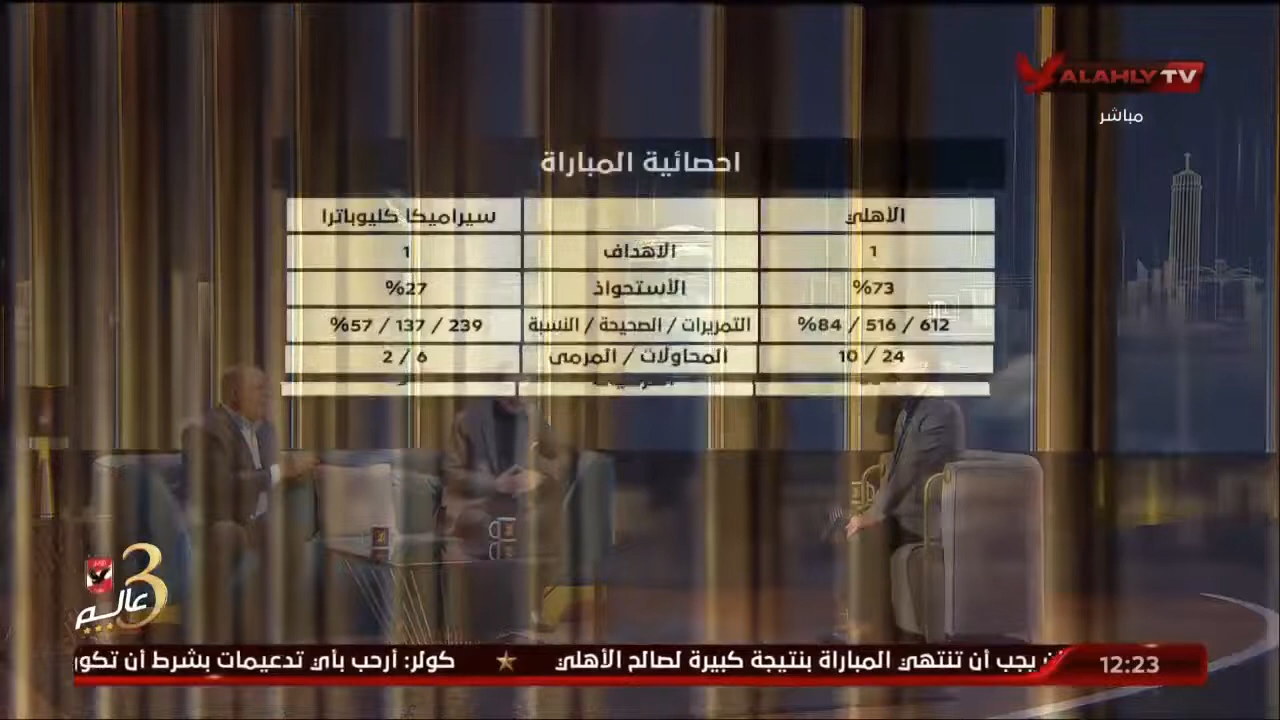 ALAHLY TV
مباشر
احصائية المباراة
الأهلي سيراميكا كليوباترا
1 الأهداف 1
%73 الأستحواذ %27
612 / 516 / 84% التمريرات / الصحيحة / النسبة 239 / 137 / 57%
24 / 10 المحاولات / المرمى 6 / 2
3
عالم
يجب أن تنتهي المباراة بنتيجة كبيرة لصالح الأهلي ★ كولر: أرحب بأي تدعيمات بشرط أن تكو
12:23